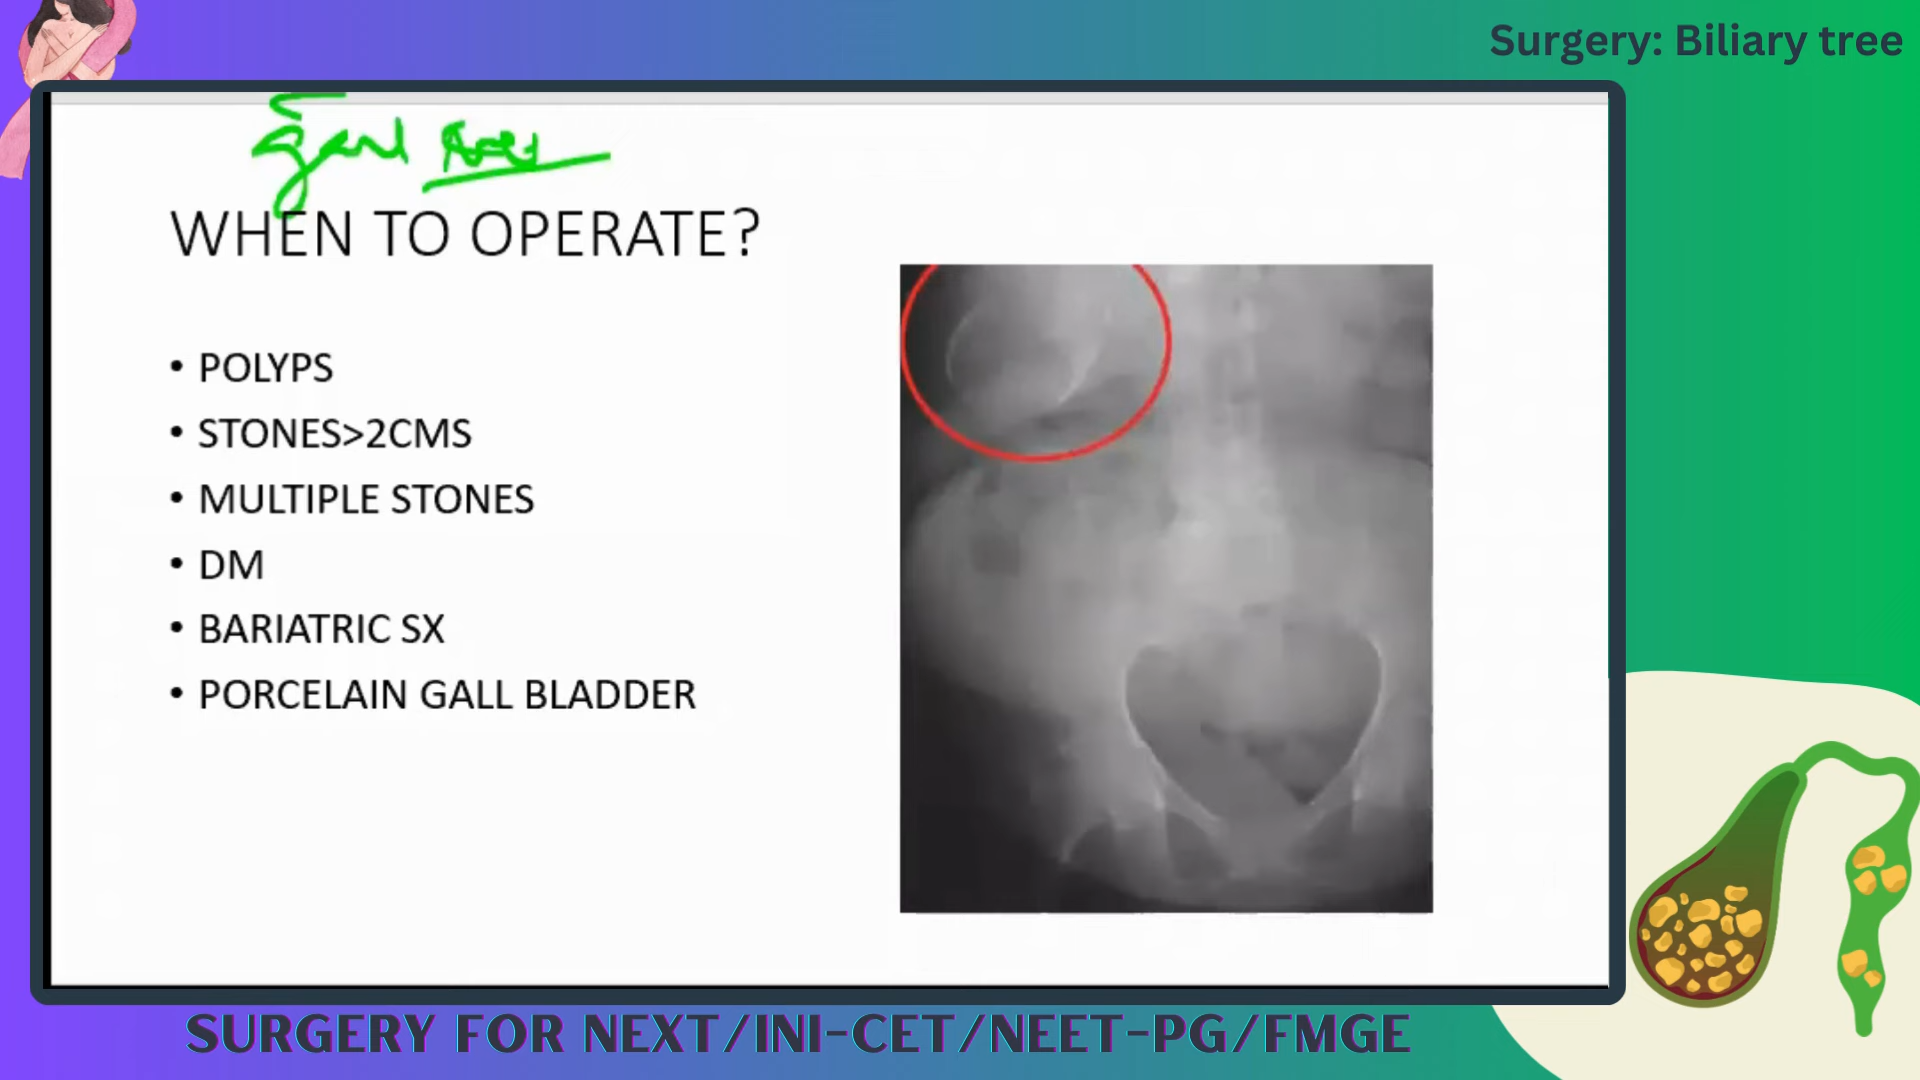 Surgery: Biliary tree
WHEN TO OPERATE?
• POLYPS
• STONES>2CMS
• MULTIPLE STONES
• DM
• BARIATRIC SX
• PORCELAIN GALL BLADDER
SURGERY FOR NEXT/INI-CET/NEET-PG/FMGE